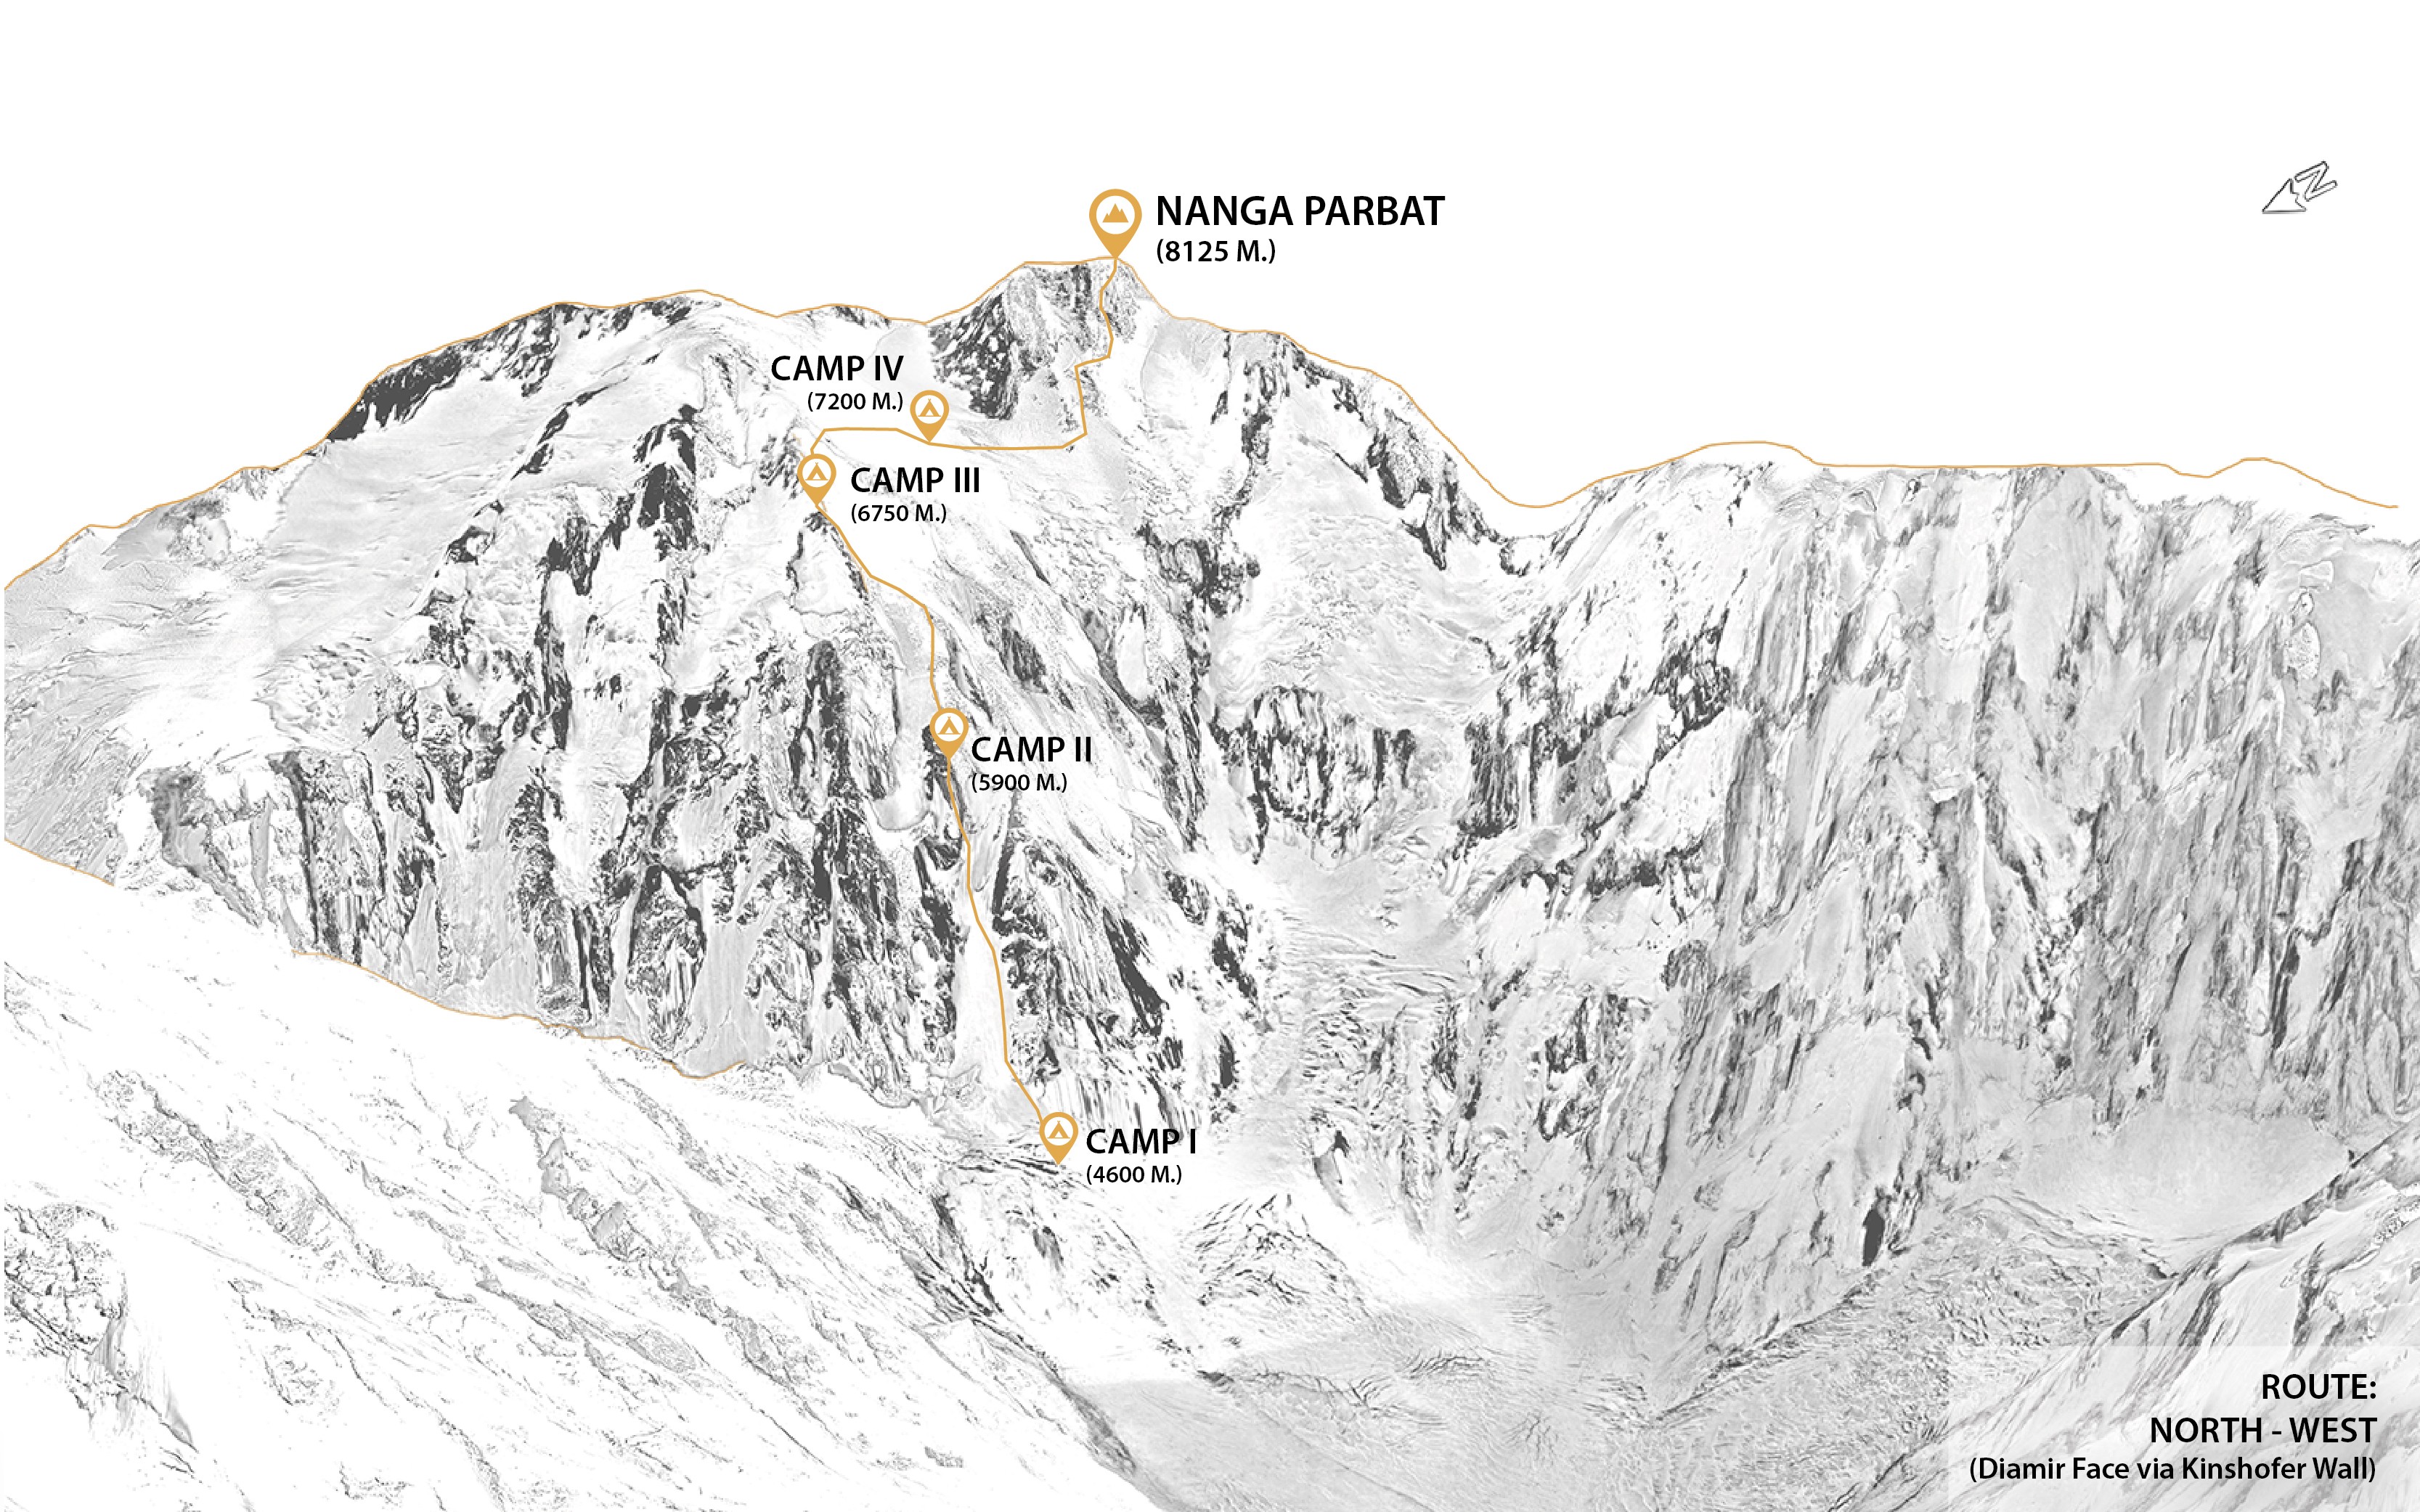 N
NANGA PARBAT
(8125 M.)
CAMP IV
(7200 M.)
CAMP III
(6750 M.)
CAMP II
(5900 M.)
CAMP I
(4600 M.)
ROUTE:
NORTH - WEST
(Diamir Face via Kinshofer Wall)